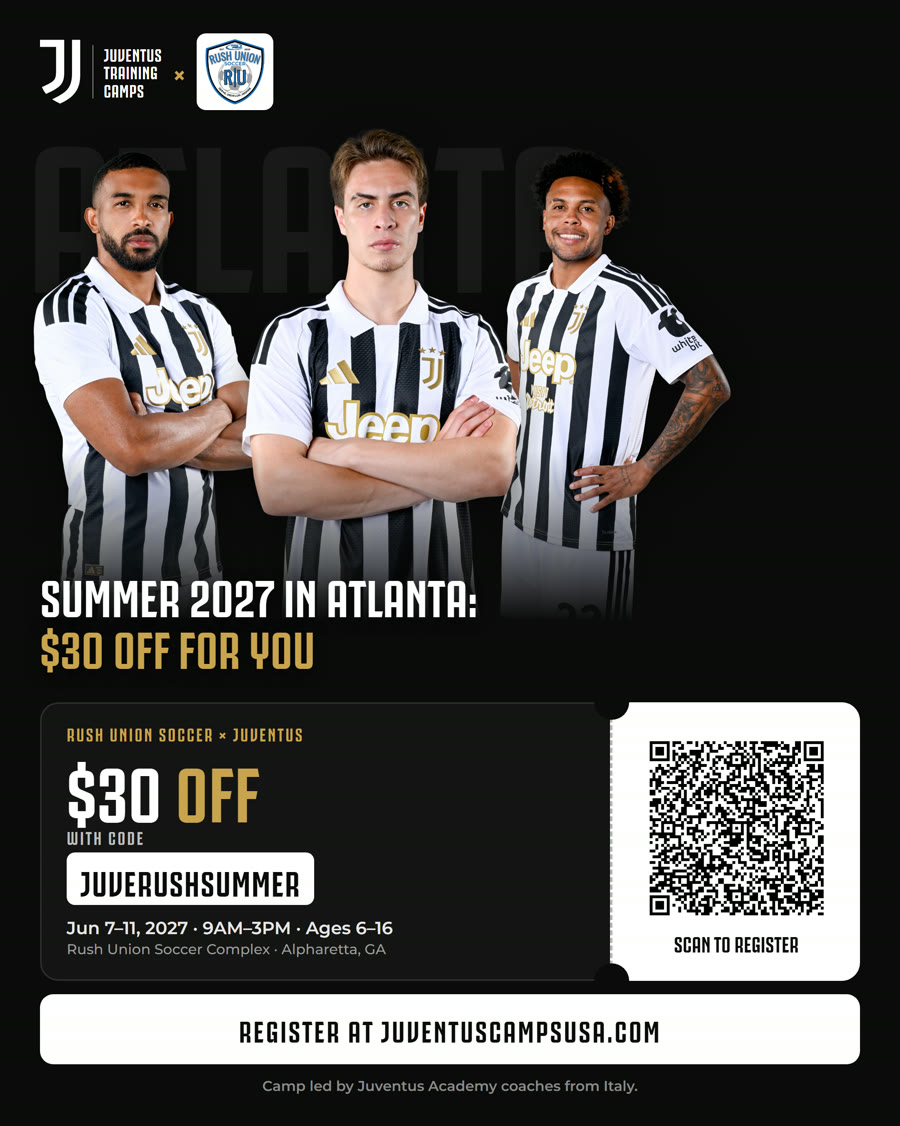 JUVENTUS
TRAINING
CAMPS
×
RUSH UNION
SOCCER
RU
ATLANTA
Jeep
Jeep
Jeep
white
bit
SUMMER 2027 IN ATLANTA:
$30 OFF FOR YOU
RUSH UNION SOCCER × JUVENTUS
$30 OFF
WITH CODE
JUVERUSHSUMMER
Jun 7–11, 2027 · 9AM–3PM · Ages 6–16
Rush Union Soccer Complex · Alpharetta, GA
SCAN TO REGISTER
REGISTER AT JUVENTUSCAMPSUSA.COM
Camp led by Juventus Academy coaches from Italy.